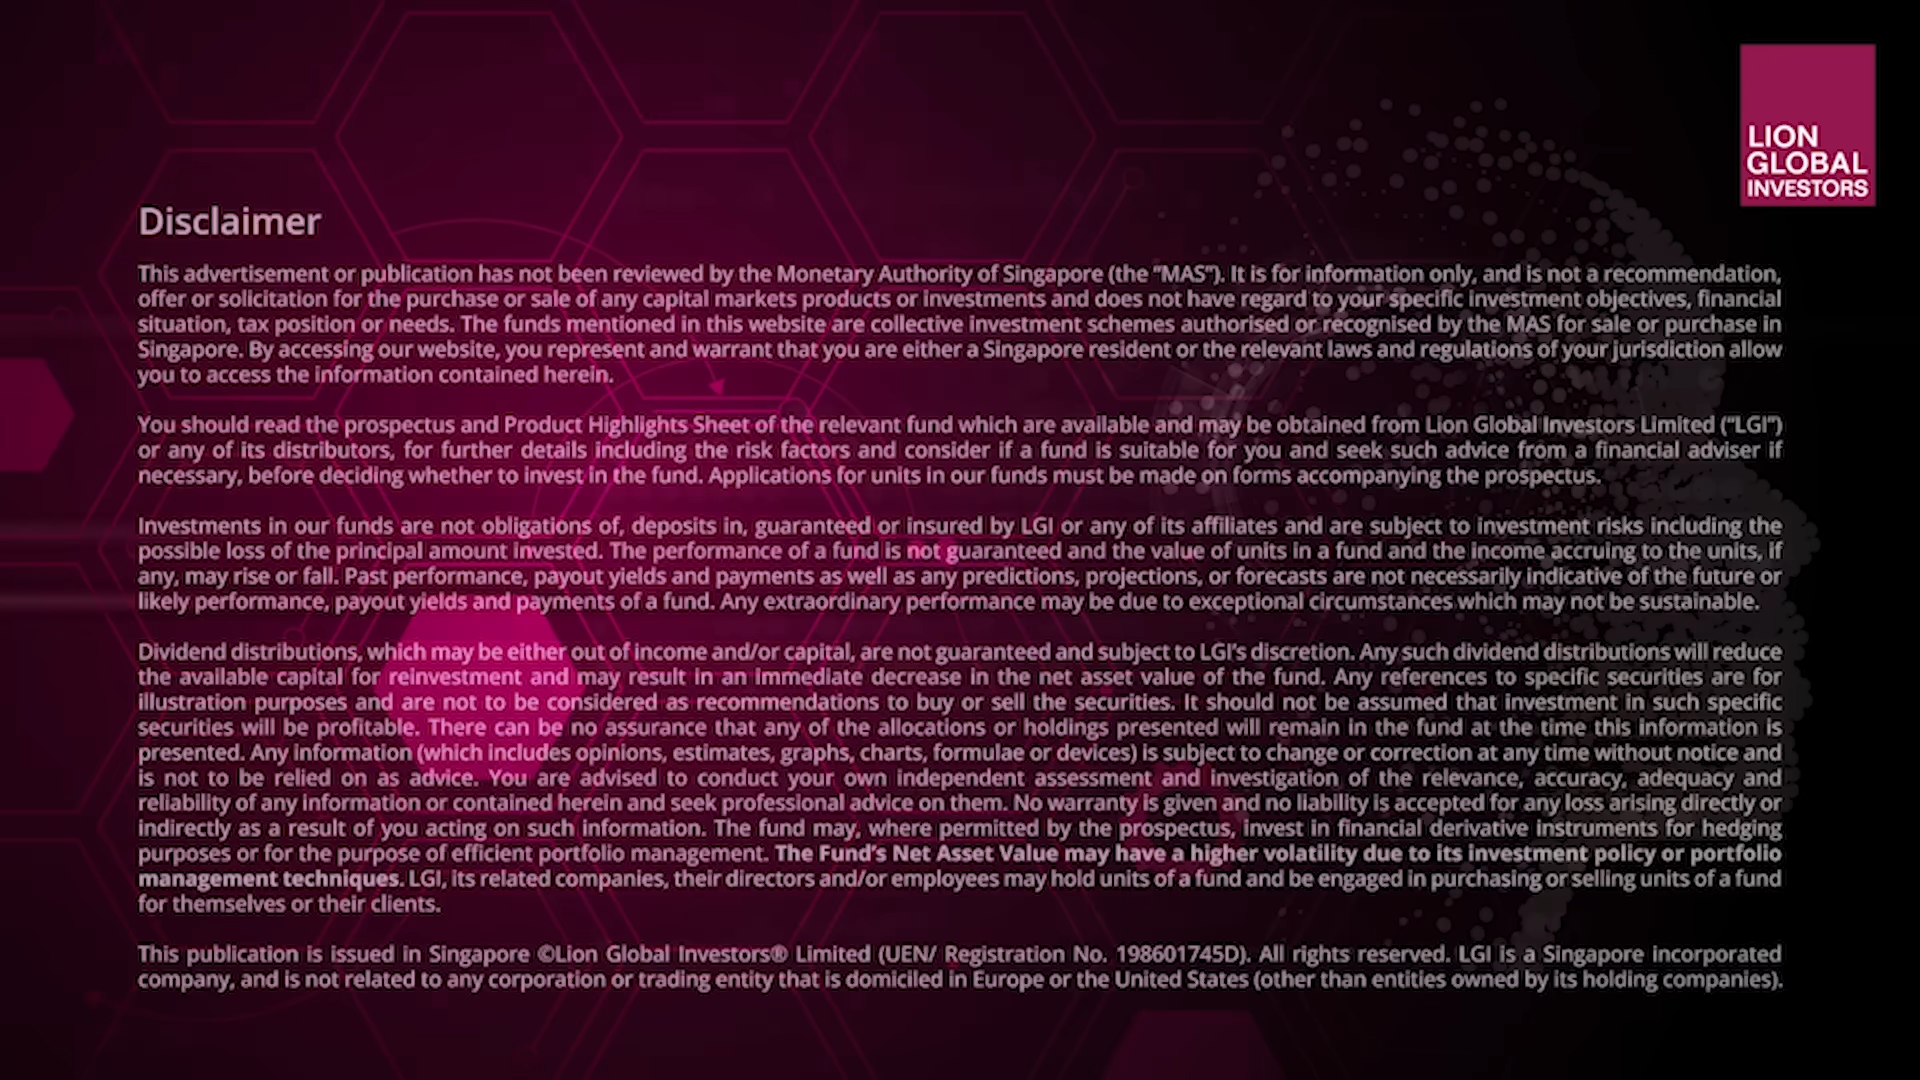 LION
GLOBAL
INVESTORS
Disclaimer
This advertisement or publication has not been reviewed by the Monetary Authority of Singapore (the “MAS”). It is for information only, and is not a recommendation,
offer or solicitation for the purchase or sale of any capital markets products or investments and does not have regard to your specific investment objectives, financial
situation, tax position or needs. The funds mentioned in this website are collective investment schemes authorised or recognised by the MAS for sale or purchase in
Singapore. By accessing our website, you represent and warrant that you are either a Singapore resident or the relevant laws and regulations of your jurisdiction allow
you to access the information contained herein.
You should read the prospectus and Product Highlights Sheet of the relevant fund which are available and may be obtained from Lion Global Investors Limited (“LGI”)
or any of its distributors, for further details including the risk factors and consider if a fund is suitable for you and seek such advice from a financial adviser if
necessary, before deciding whether to invest in the fund. Applications for units in our funds must be made on forms accompanying the prospectus.
Investments in our funds are not obligations of, deposits in, guaranteed or insured by LGI or any of its affiliates and are subject to investment risks including the
possible loss of the principal amount invested. The performance of a fund is not guaranteed and the value of units in a fund and the income accruing to the units, if
any, may rise or fall. Past performance, payout yields and payments as well as any predictions, projections, or forecasts are not necessarily indicative of the future or
likely performance, payout yields and payments of a fund. Any extraordinary performance may be due to exceptional circumstances which may not be sustainable.
Dividend distributions, which may be either out of income and/or capital, are not guaranteed and subject to LGI’s discretion. Any such dividend distributions will reduce
the available capital for reinvestment and may result in an immediate decrease in the net asset value of the fund. Any references to specific securities are for
illustration purposes and are not to be considered as recommendations to buy or sell the securities. It should not be assumed that investment in such specific
securities will be profitable. There can be no assurance that any of the allocations or holdings presented will remain in the fund at the time this information is
presented. Any information (which includes opinions, estimates, graphs, charts, formulae or devices) is subject to change or correction at any time without notice and
is not to be relied on as advice. You are advised to conduct your own independent assessment and investigation of the relevance, accuracy, adequacy and
reliability of any information or contained herein and seek professional advice on them. No warranty is given and no liability is accepted for any loss arising directly or
indirectly as a result of you acting on such information. The fund may, where permitted by the prospectus, invest in financial derivative instruments for hedging
purposes or for the purpose of efficient portfolio management. The Fund’s Net Asset Value may have a higher volatility due to its investment policy or portfolio
management techniques. LGI, its related companies, their directors and/or employees may hold units of a fund and be engaged in purchasing or selling units of a fund
for themselves or their clients.
This publication is issued in Singapore ©Lion Global Investors® Limited (UEN/ Registration No. 198601745D). All rights reserved. LGI is a Singapore incorporated
company, and is not related to any corporation or trading entity that is domiciled in Europe or the United States (other than entities owned by its holding companies).